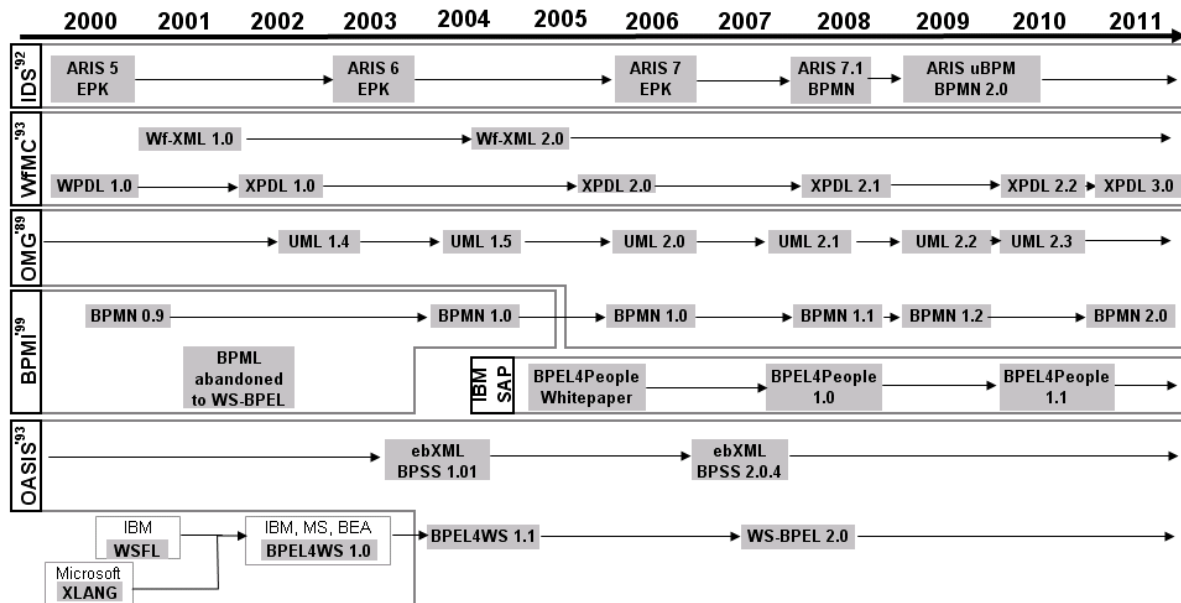 2000 2001 2002 2003 2004 2005 2006 2007 2008 2009 2010 2011
IDS'92
ARIS 5
EPK
ARIS 6
EPK
ARIS 7
EPK
ARIS 7.1
BPMN
ARIS uBPM
BPMN 2.0
WfMC'93
Wf-XML 1.0
Wf-XML 2.0
WPDL 1.0
XPDL 1.0
XPDL 2.0
XPDL 2.1
XPDL 2.2
XPDL 3.0
OMG'89
UML 1.4
UML 1.5
UML 2.0
UML 2.1
UML 2.2
UML 2.3
BPMI'99
BPMN 0.9
BPMN 1.0
BPMN 1.0
BPMN 1.1
BPMN 1.2
BPMN 2.0
BPML
abandoned
to WS-BPEL
IBM
SAP
BPEL4People
Whitepaper
BPEL4People
1.0
BPEL4People
1.1
OASIS'93
ebXML
BPSS 1.01
ebXML
BPSS 2.0.4
IBM
WSFL
Microsoft
XLANG
IBM, MS, BEA
BPEL4WS 1.0
BPEL4WS 1.1
WS-BPEL 2.0